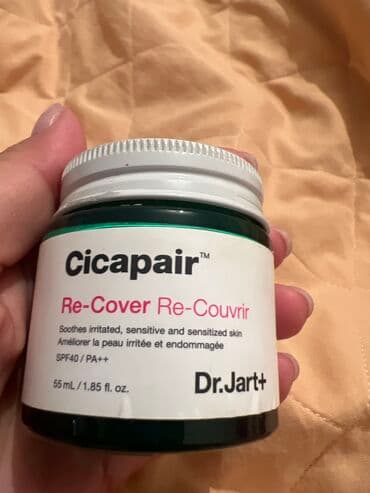 Cicapair™
Re-Cover Re-Couvrir
Soothes irritated, sensitive and sensitized skin
Améliorer la peau irritée et endommagée
SPF40 / PA++
55 mL / 1.85 fl. oz.
Dr.Jart+